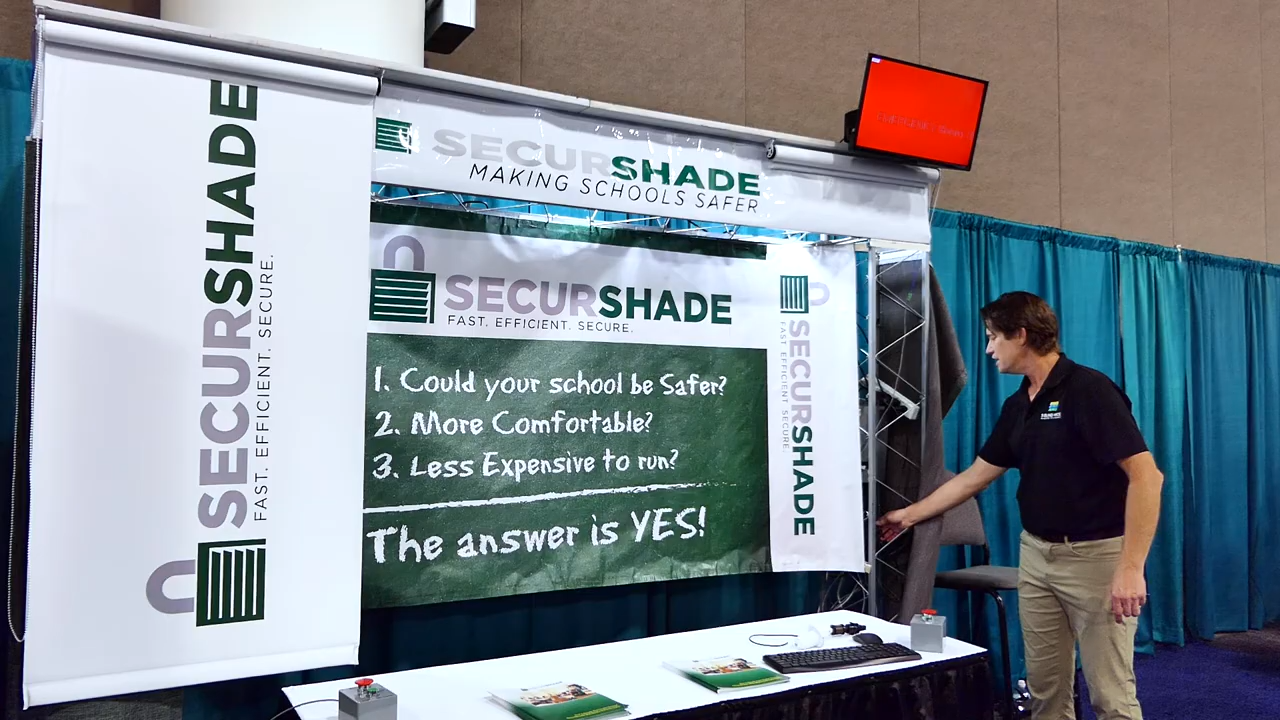 SECURSHADE
FAST. EFFICIENT. SECURE.
SECURSHADE
MAKING SCHOOLS SAFER
SECURSHADE
FAST. EFFICIENT. SECURE.
1. Could your school be Safer?
2. More Comfortable?
3. Less Expensive to run?
The answer is YES!
SECURSHADE
FAST. EFFICIENT. SECURE.